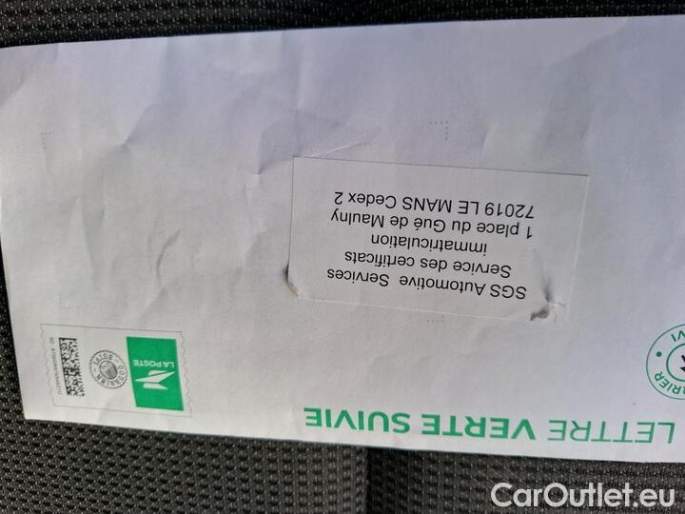 LETTRE VERTE SUIVIE
LA POSTE
SGS Automotive Services
Service des certificats
immatriculation
1 place du Gué de Maulny
72019 LE MANS Cedex 2
CarOutlet.eu